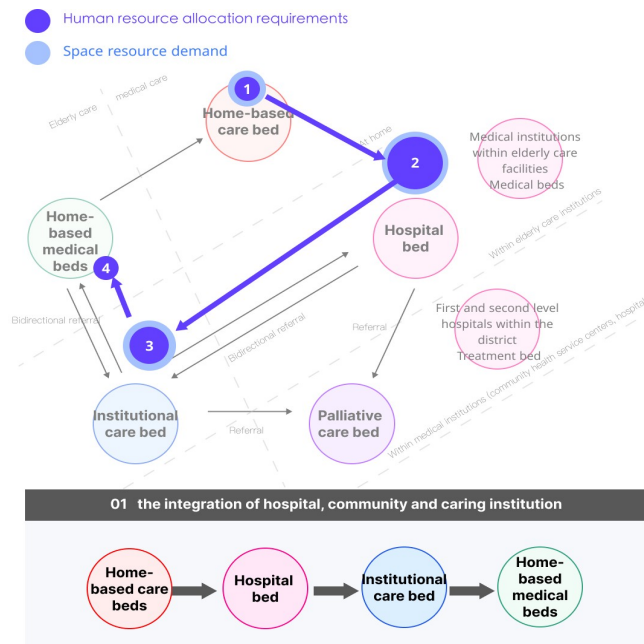 Human resource allocation requirements
Space resource demand
Elderly care
medical care
1
Home-based
care bed
At home
2
Medical institutions
within elderly care
facilities
Medical beds
Home-
based
medical
beds
4
Hospital
bed
Within elderly care institutions
Bidirectional referral
3
Bidirectional referral
Referral
First and second level
hospitals within the
district
Treatment bed
Institutional
care bed
Referral
Palliative
care bed
Within medical institutions (community health service centers, hospital
01 the integration of hospital, community and caring institution
Home-
based care
beds
Hospital
bed
Institutional
care bed
Home-
based
medical
beds